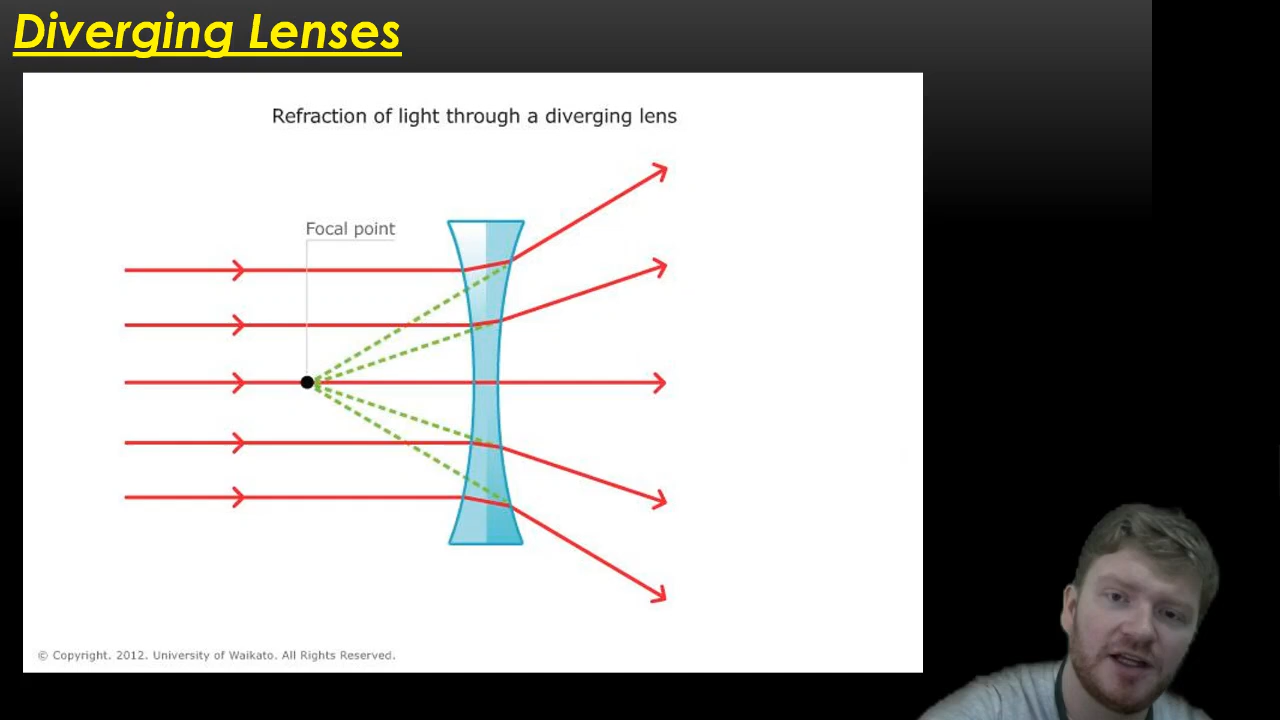 Diverging Lenses
Refraction of light through a diverging lens
Focal point
© Copyright. 2012. University of Waikato. All Rights Reserved.